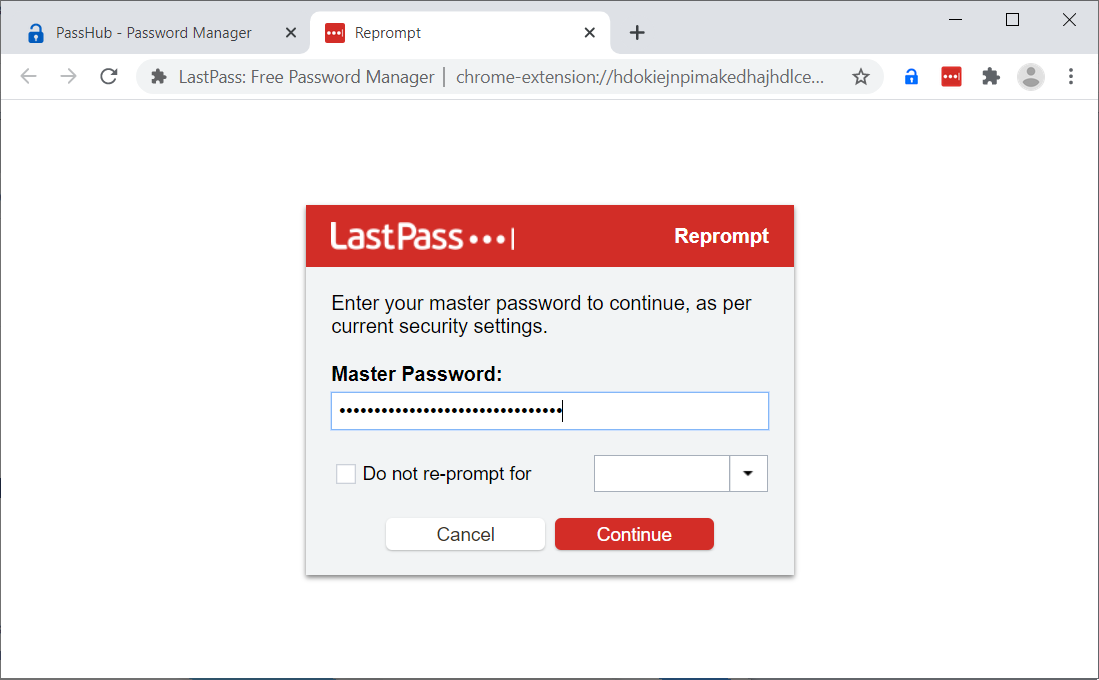 PassHub - Password Manager
Reprompt
LastPass: Free Password Manager | chrome-extension://hdokiejnpimakedhajhdlce...
LastPass •••|
Reprompt
Enter your master password to continue, as per
current security settings.
Master Password:
••••••••••••••••••••••••••••••••
Do not re-prompt for
Cancel
Continue